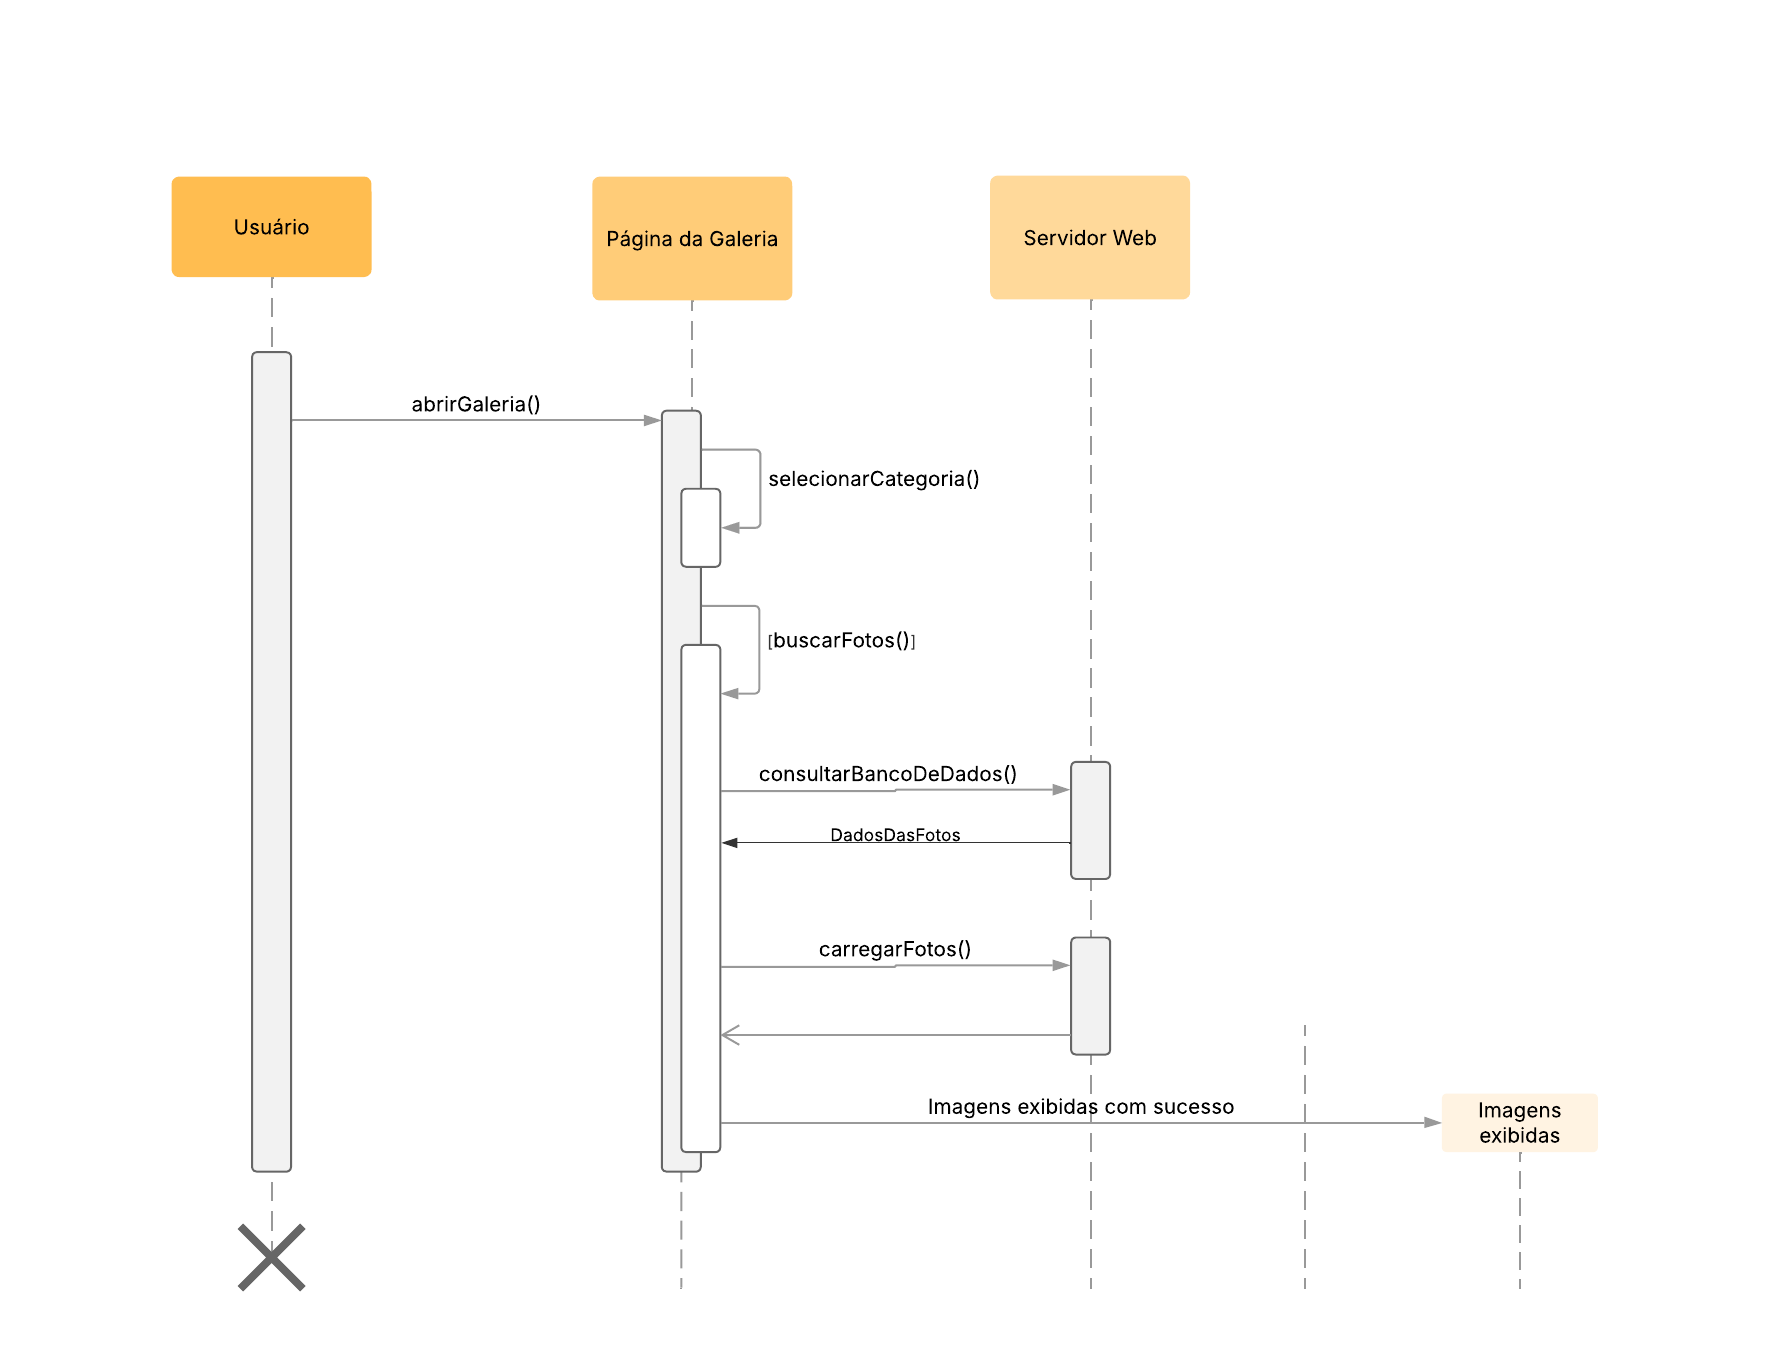 Usuário
Página da Galeria
Servidor Web
abrirGaleria()
selecionarCategoria()
[buscarFotos()]
consultarBancoDeDados()
DadosDasFotos
carregarFotos()
Imagens exibidas com sucesso
Imagens
exibidas